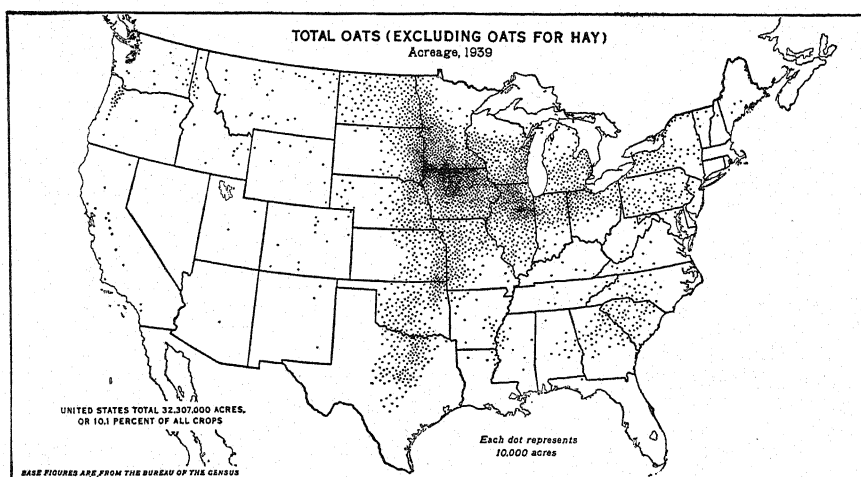 TOTAL OATS (EXCLUDING OATS FOR HAY)
Acreage, 1939
UNITED STATES TOTAL 32,307,000 ACRES,
OR 10.1 PERCENT OF ALL CROPS
Each dot represents
10,000 acres
BASE FIGURES ARE FROM THE BUREAU OF THE CENSUS